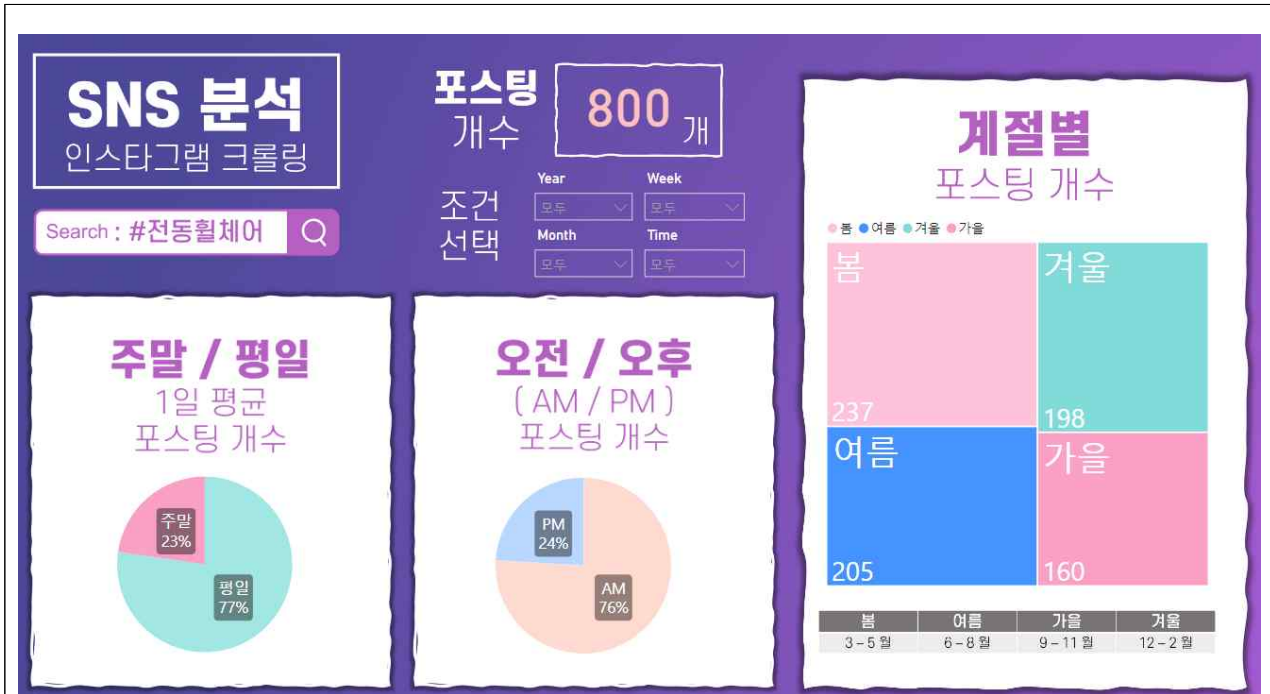 SNS 분석
인스타그램 크롤링
Search : #전동휠체어
포스팅
개수
800 개
조건
선택
Year
모두
Week
모두
Month
모두
Time
모두
주말 / 평일
1일 평균
포스팅 개수
주말
23%
평일
77%
오전 / 오후
( AM / PM )
포스팅 개수
PM
24%
AM
76%
계절별
포스팅 개수
봄 여름 겨울 가을
봄
237
겨울
198
여름
205
가을
160
봄 여름 가을 겨울
3 – 5 월 6 – 8 월 9 – 11 월 12 – 2 월